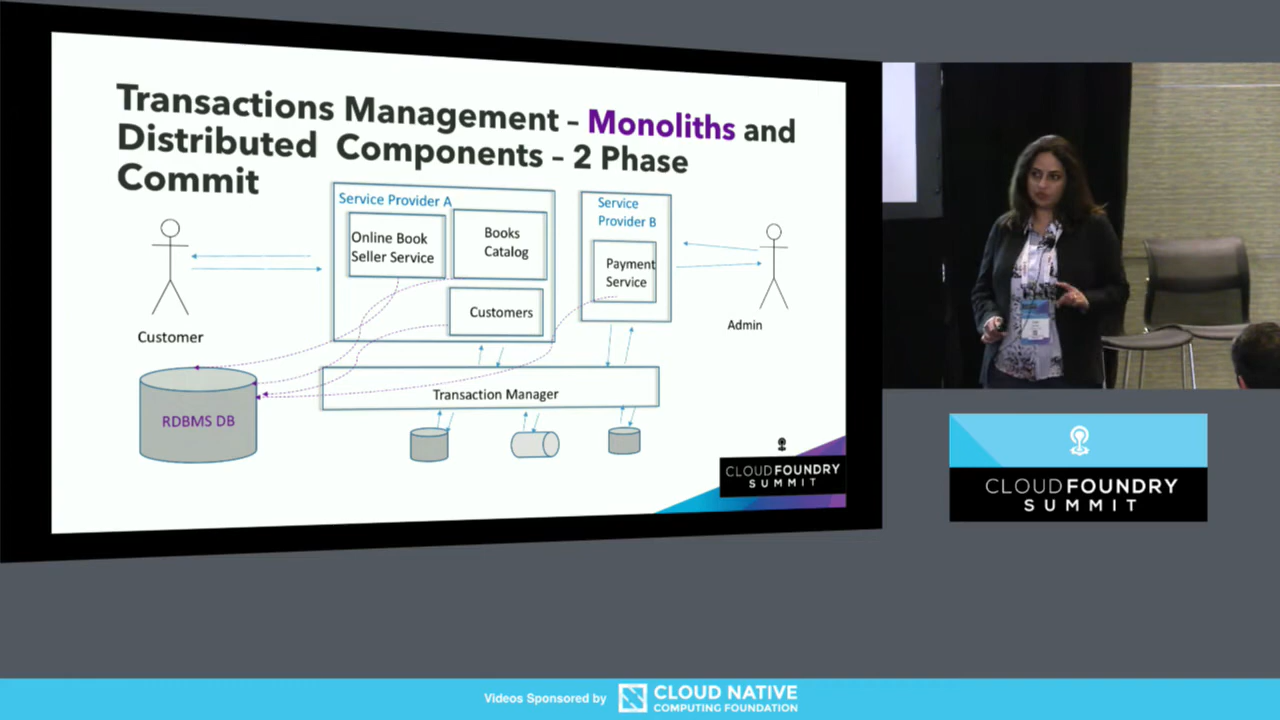 Transactions Management – Monoliths and
Distributed Components – 2 Phase
Commit
Service Provider A
Online Book
Seller Service
Books
Catalog
Customers
Service
Provider B
Payment
Service
Customer
Admin
Transaction Manager
RDBMS DB
CLOUDFOUNDRY
SUMMIT
CLOUDFOUNDRY
SUMMIT
Videos Sponsored by
CLOUD NATIVE
COMPUTING FOUNDATION